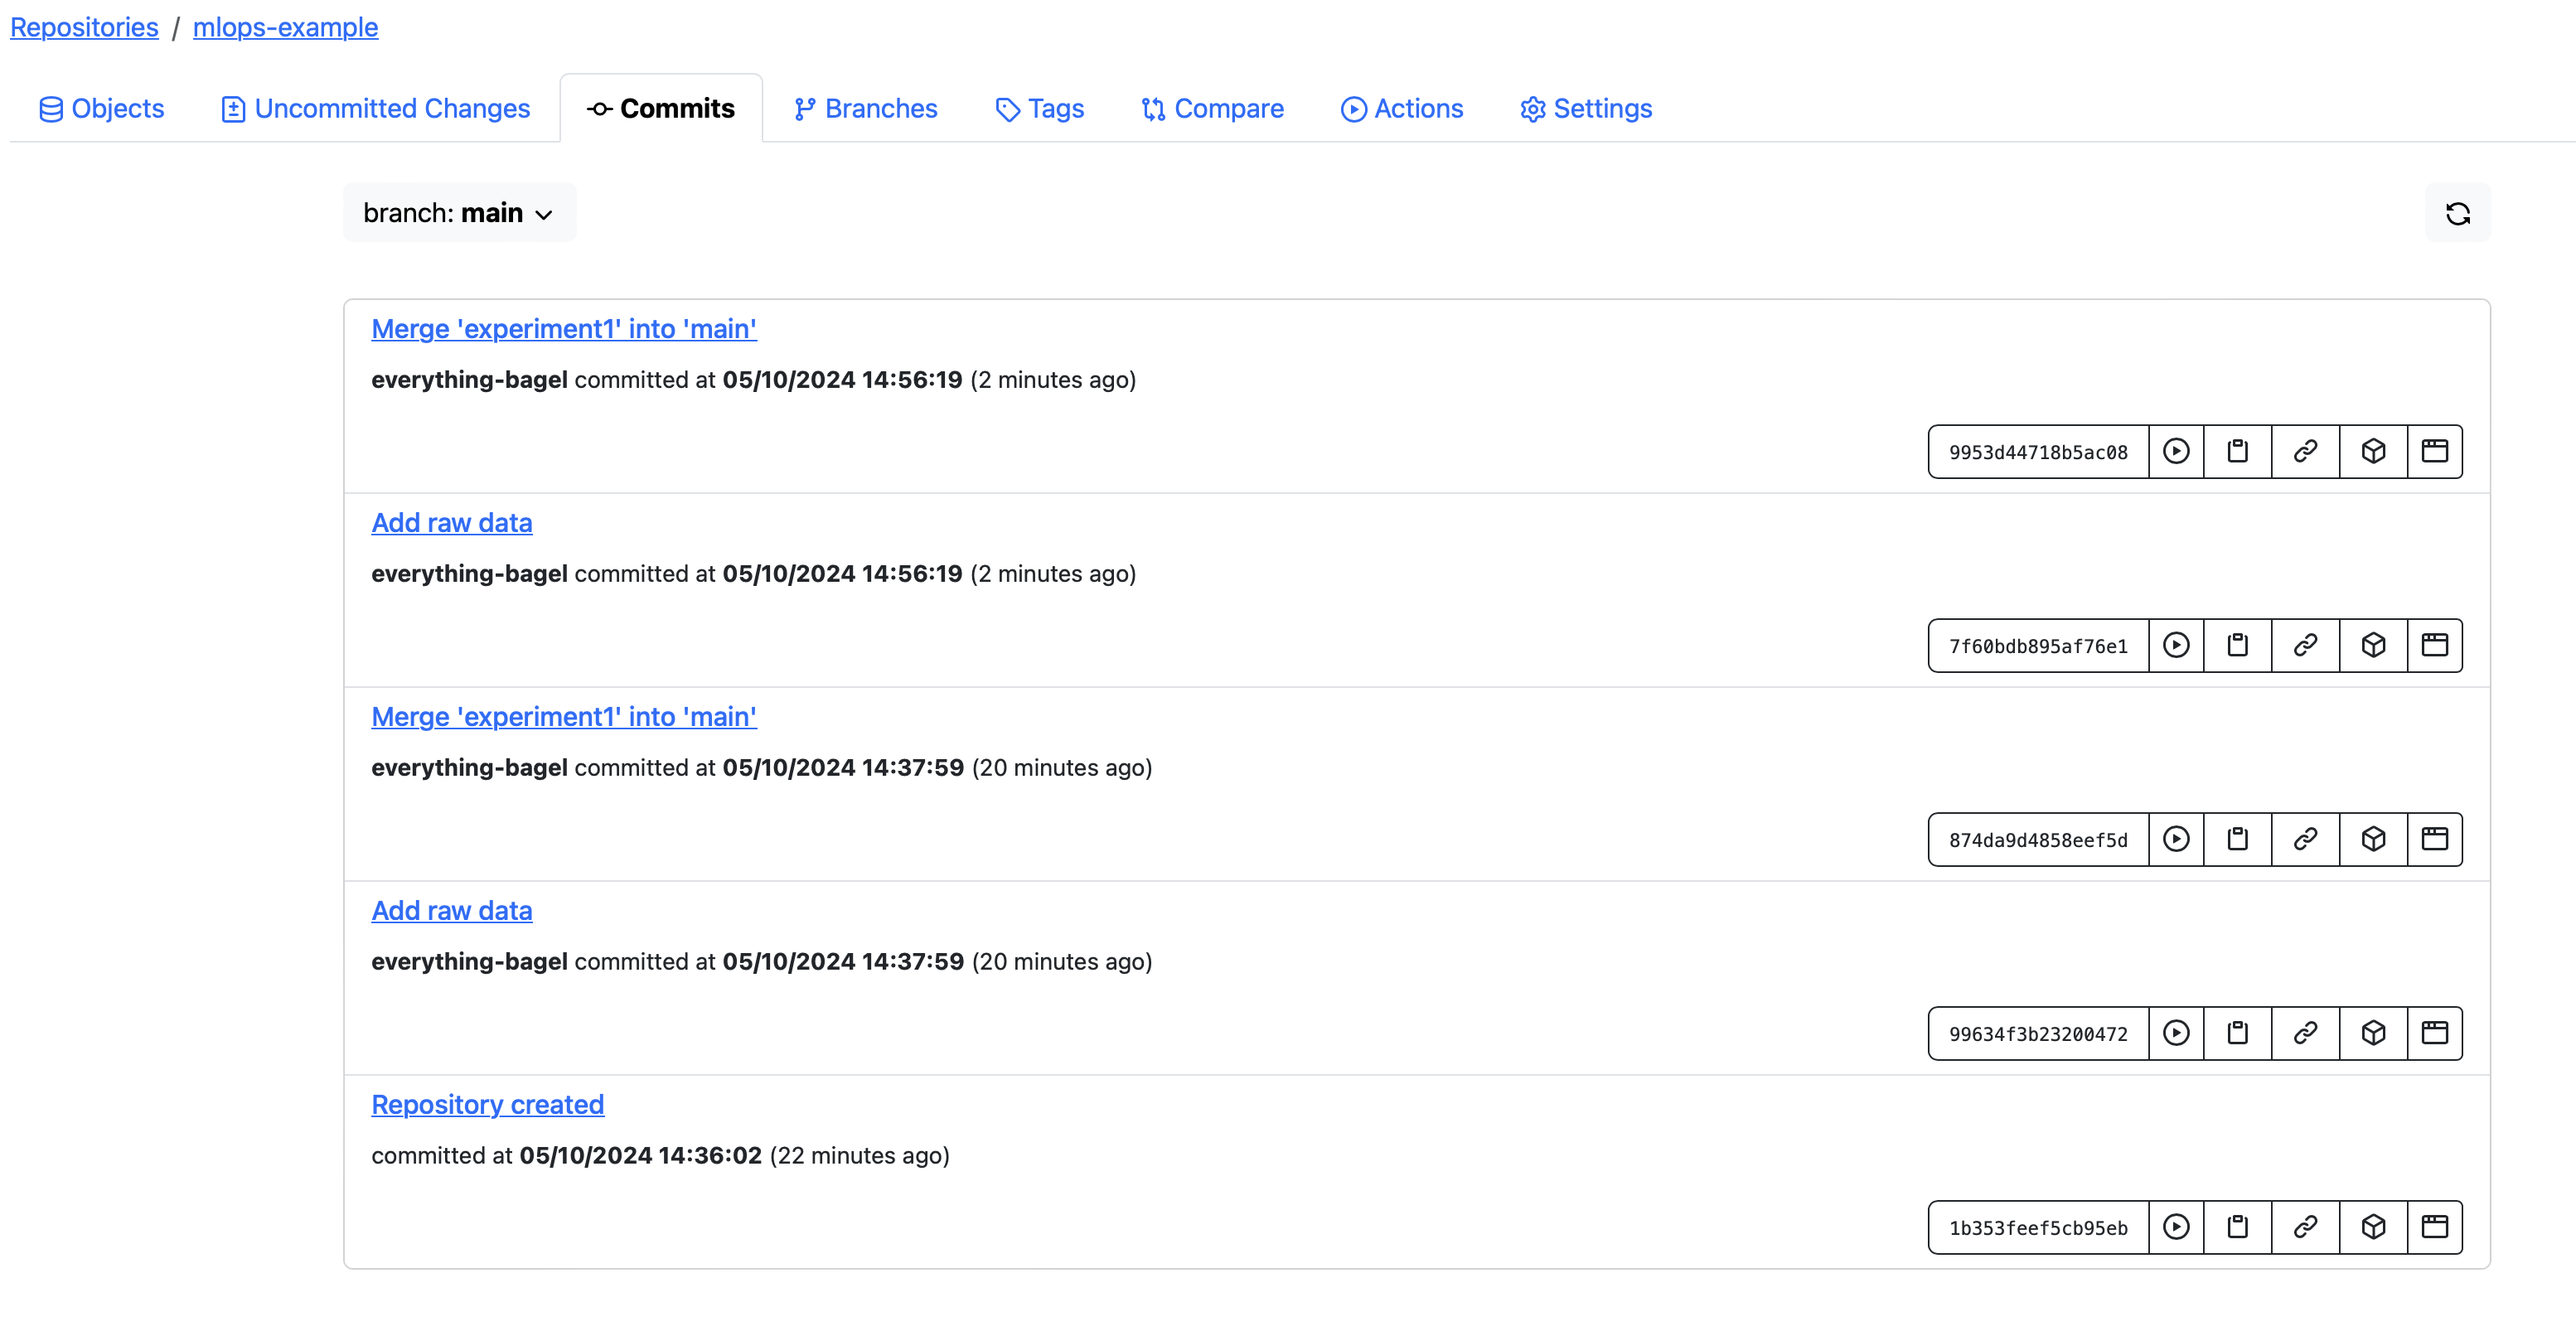 Repositories / mlops-example
Objects Uncommitted Changes Commits Branches Tags Compare Actions Settings
branch: main
Merge 'experiment1' into 'main'
everything-bagel committed at 05/10/2024 14:56:19 (2 minutes ago)
9953d44718b5ac08
Add raw data
everything-bagel committed at 05/10/2024 14:56:19 (2 minutes ago)
7f60bdb895af76e1
Merge 'experiment1' into 'main'
everything-bagel committed at 05/10/2024 14:37:59 (20 minutes ago)
874da9d4858eef5d
Add raw data
everything-bagel committed at 05/10/2024 14:37:59 (20 minutes ago)
99634f3b23200472
Repository created
committed at 05/10/2024 14:36:02 (22 minutes ago)
1b353feef5cb95eb